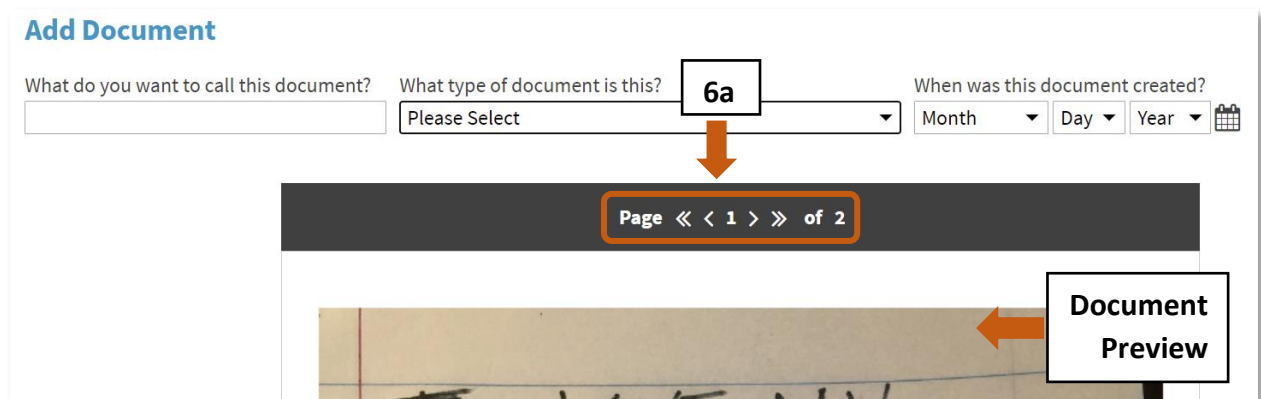 Add Document
What do you want to call this document? What type of document is this? 6a When was this document created?
Please Select Month Day Year
Page « < 1 > » of 2
Document
Preview